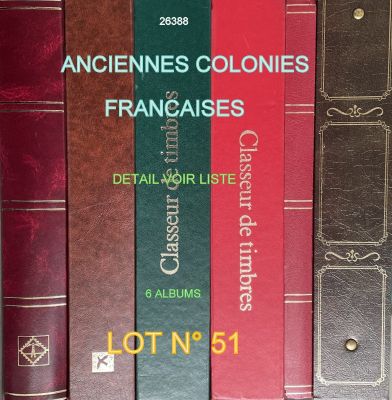 26388
ANCIENNES COLONIES
FRANCAISES
DETAIL VOIR LISTE
Classeur de timbres
Classeur de timbres
6 ALBUMS
LOT N° 51